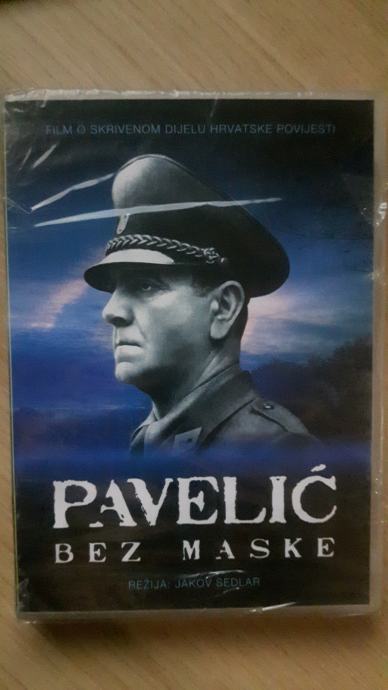 FILM O SKRIVENOM DIJELU HRVATSKE POVIJESTI
PAVELIĆ
BEZ MASKE
REŽIJA: JAKOV SEDLAR